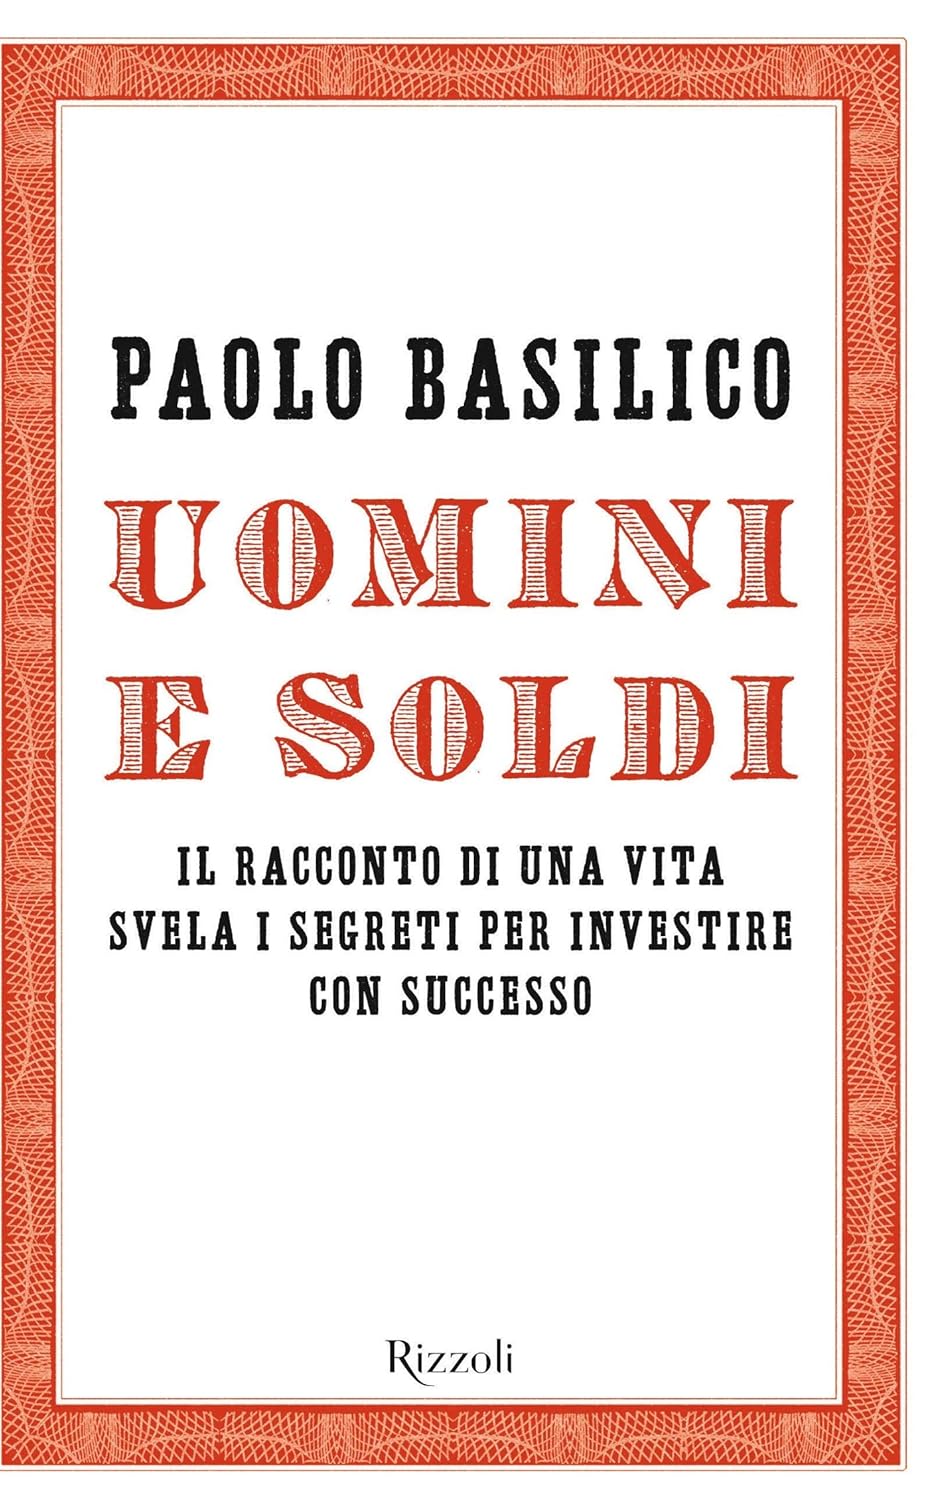 PAOLO BASILICO
UOMINI
E SOLDI
IL RACCONTO DI UNA VITA
SVELA I SEGRETI PER INVESTIRE
CON SUCCESSO
Rizzoli